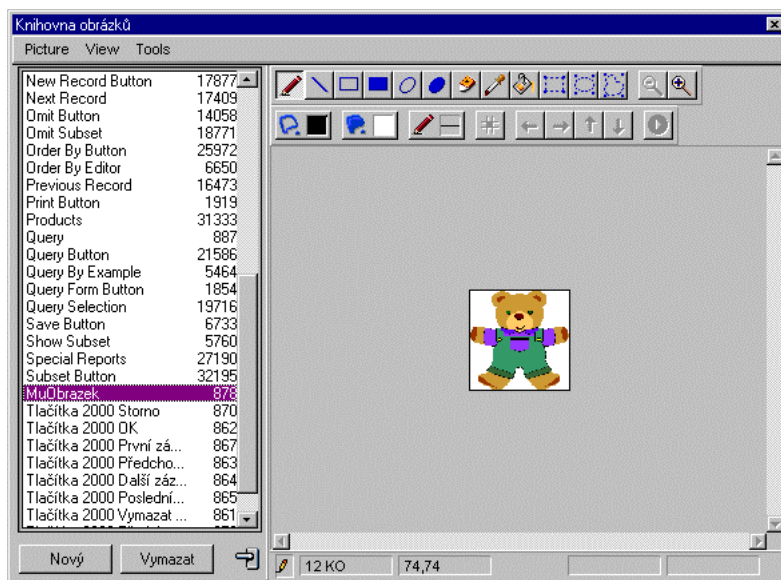 Knihovna obrázků
Picture View Tools
New Record Button 17877
Next Record 17409
Omit Button 14058
Omit Subset 18771
Order By Button 25972
Order By Editor 6650
Previous Record 16473
Print Button 1919
Products 31333
Query 887
Query Button 21586
Query By Example 5464
Query Form Button 1854
Query Selection 19716
Save Button 6733
Show Subset 5760
Special Reports 27190
Subset Button 32195
MuObrazek 878
Tlačítka 2000 Storno 870
Tlačítka 2000 OK 862
Tlačítka 2000 První zá... 867
Tlačítka 2000 Předcho... 863
Tlačítka 2000 Další záz... 864
Tlačítka 2000 Poslední... 865
Tlačítka 2000 Vymazat ... 861
Nový Vymazat
12 KO 74,74